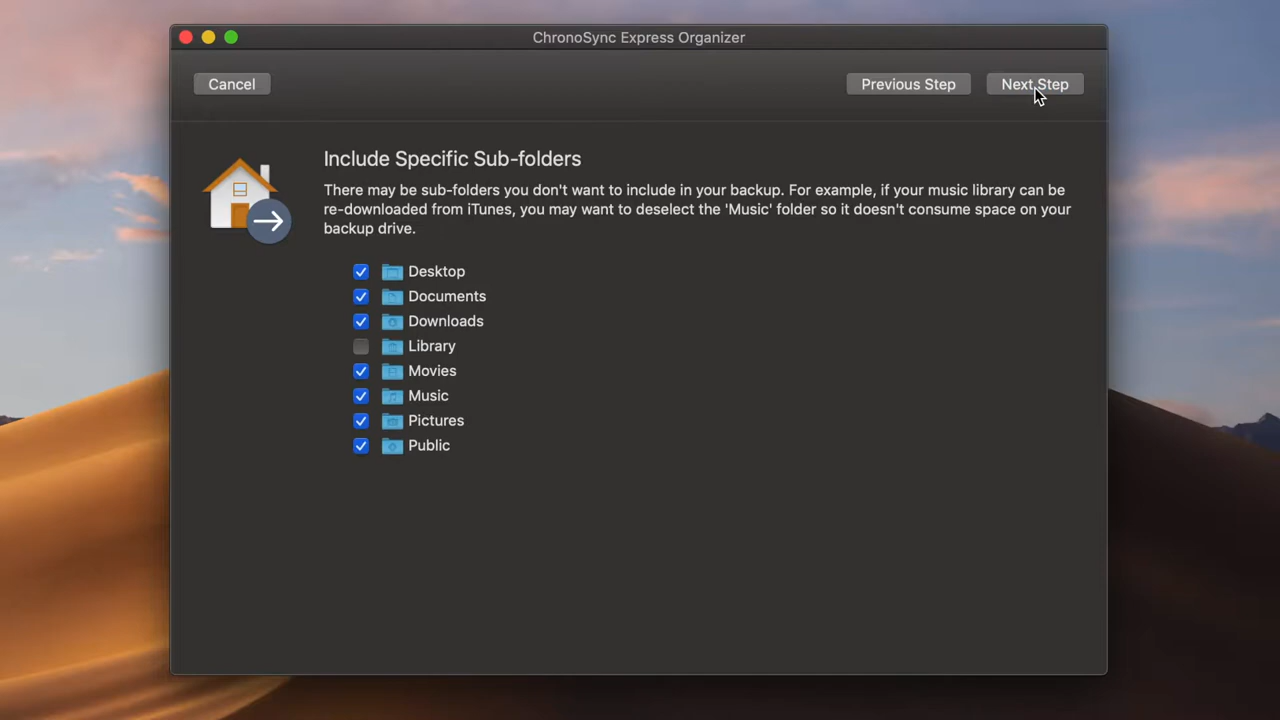 ChronoSync Express Organizer
Cancel
Previous Step
Next Step
Include Specific Sub-folders
There may be sub-folders you don't want to include in your backup. For example, if your music library can be
re-downloaded from iTunes, you may want to deselect the 'Music' folder so it doesn't consume space on your
backup drive.
Desktop
Documents
Downloads
Library
Movies
Music
Pictures
Public